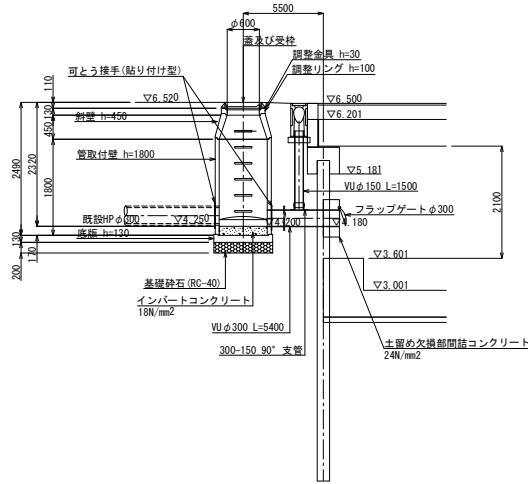 5500
φ600
蓋及び受枠
可とう接手(貼り付け型)
調整金具 h=30
調整リング h=100
110
▽6.520
▽6.500
130
斜壁 h=450
▽6.201
450
2490
2320
管取付壁 h=1800
▽5.181
1800
VUφ150 L=1500
既設HPφ300
▽4.250
▽4.200
▽4.180
フラップゲートφ300
2100
130
底版 h=130
170
200
▽3.601
基礎砕石(RC-40)
▽3.001
インバートコンクリート
18N/mm²
VUφ300 L=5400
土留め欠損部間詰コンクリート
24N/mm2
300-150 90° 支管